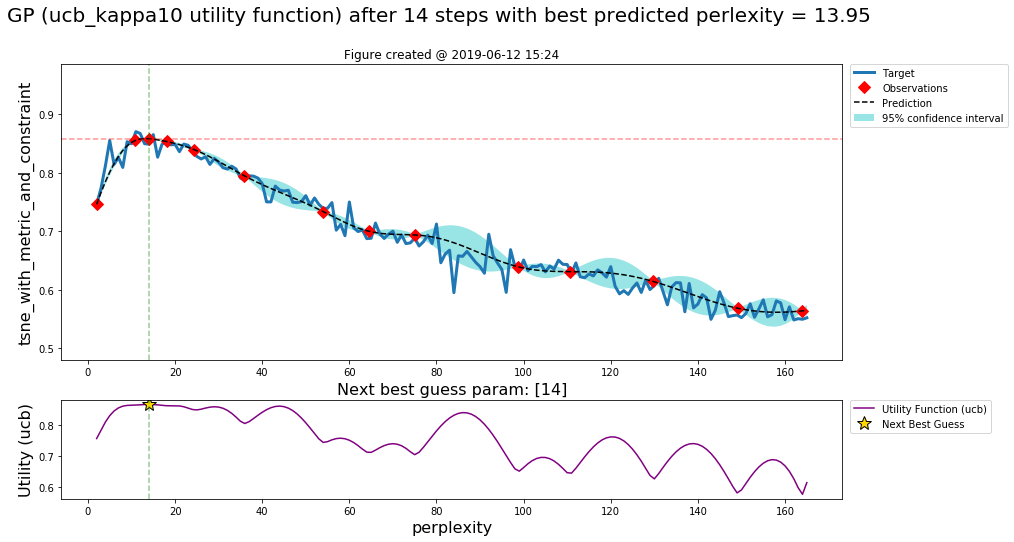 GP (ucb_kappa10 utility function) after 14 steps with best predicted perlexity = 13.95
Figure created @ 2019-06-12 15:24
tsne_with_metric_and_constraint
0.9
0.8
0.7
0.6
0.5
0 20 40 60 80 100 120 140 160
Target
Observations
Prediction
95% confidence interval
Next best guess param: [14]
Utility (ucb)
0.8
0.7
0.6
0 20 40 60 80 100 120 140 160
perplexity
Utility Function (ucb)
Next Best Guess